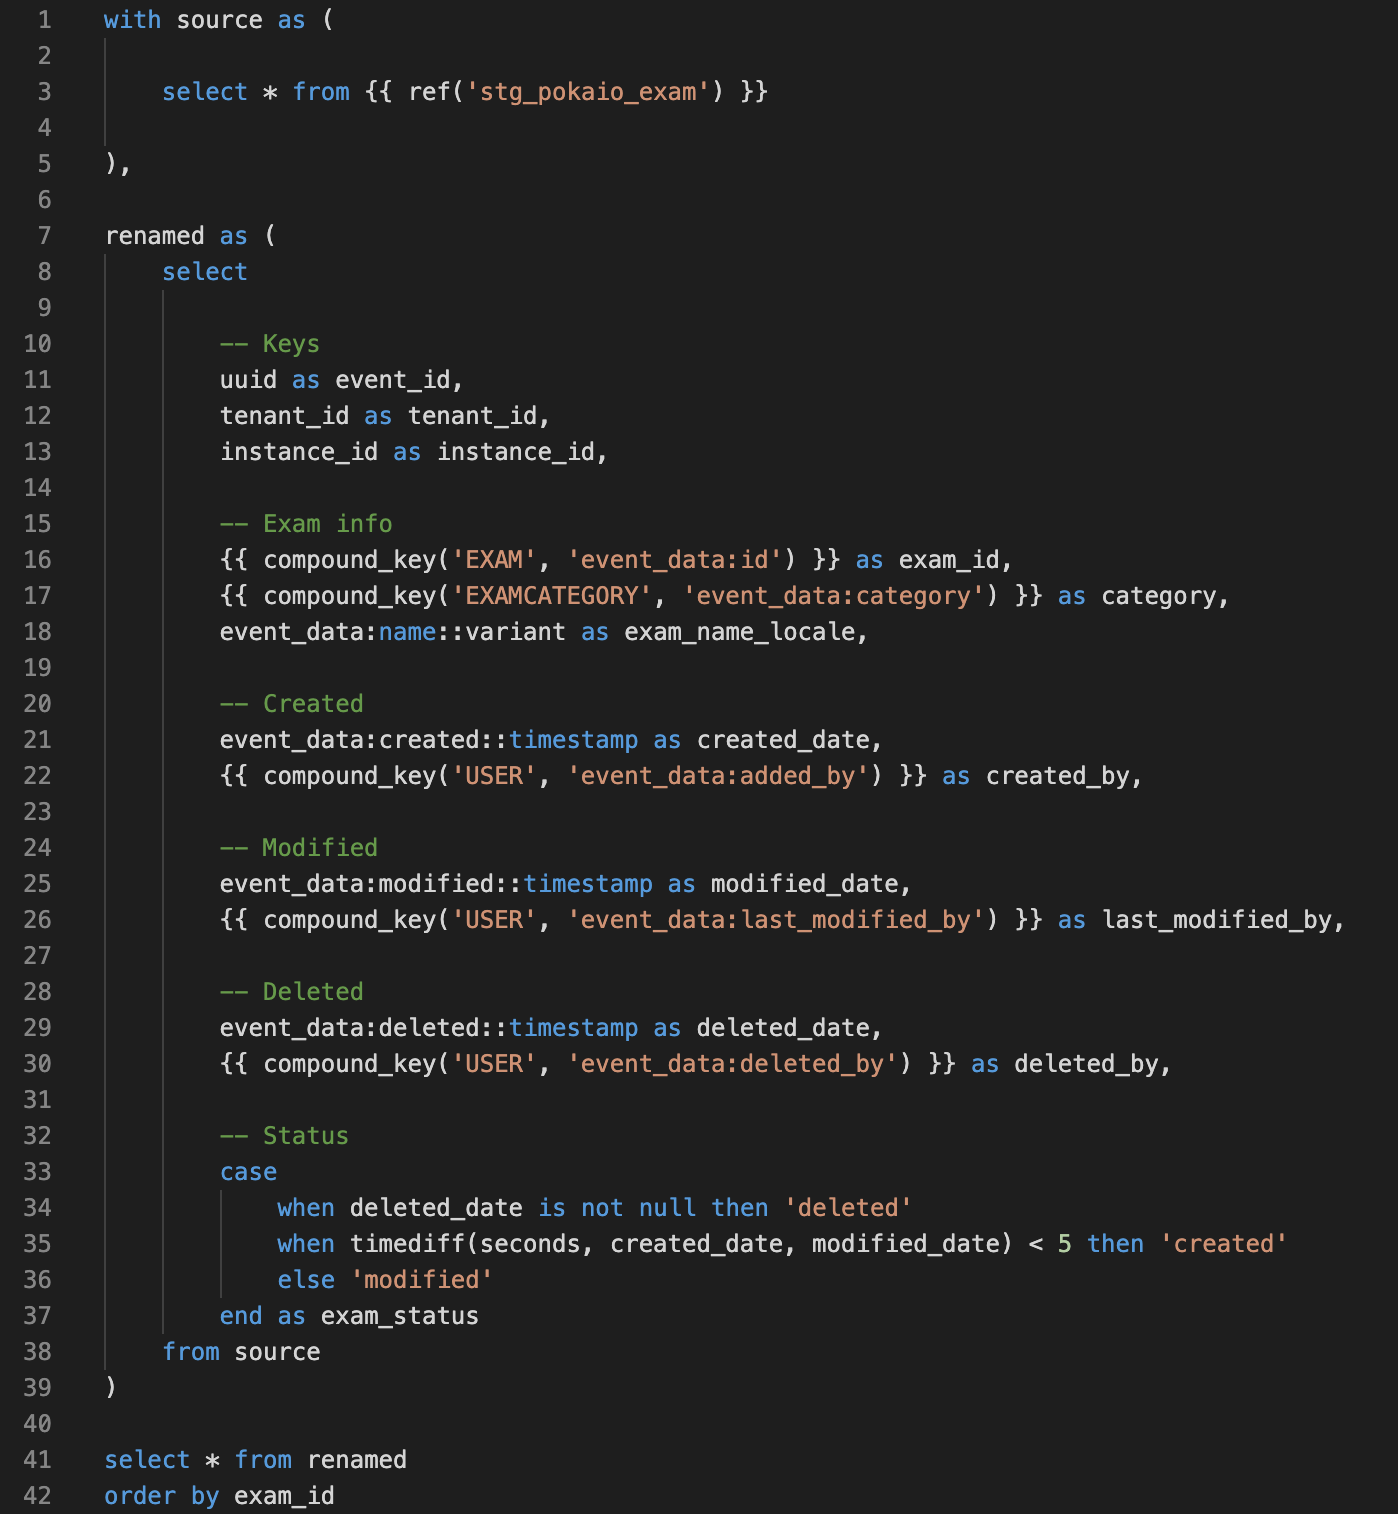 1 with source as (
2
3 select * from {{ ref('stg_pokaio_exam') }}
4
5 ),
6
7 renamed as (
8 select
9
10 -- Keys
11 uuid as event_id,
12 tenant_id as tenant_id,
13 instance_id as instance_id,
14
15 -- Exam info
16 {{ compound_key('EXAM', 'event_data:id') }} as exam_id,
17 {{ compound_key('EXAMCATEGORY', 'event_data:category') }} as category,
18 event_data:name::variant as exam_name_locale,
19
20 -- Created
21 event_data:created::timestamp as created_date,
22 {{ compound_key('USER', 'event_data:added_by') }} as created_by,
23
24 -- Modified
25 event_data:modified::timestamp as modified_date,
26 {{ compound_key('USER', 'event_data:last_modified_by') }} as last_modified_by,
27
28 -- Deleted
29 event_data:deleted::timestamp as deleted_date,
30 {{ compound_key('USER', 'event_data:deleted_by') }} as deleted_by,
31
32 -- Status
33 case
34 when deleted_date is not null then 'deleted'
35 when timediff(seconds, created_date, modified_date) < 5 then 'created'
36 else 'modified'
37 end as exam_status
38 from source
39 )
40
41 select * from renamed
42 order by exam_id